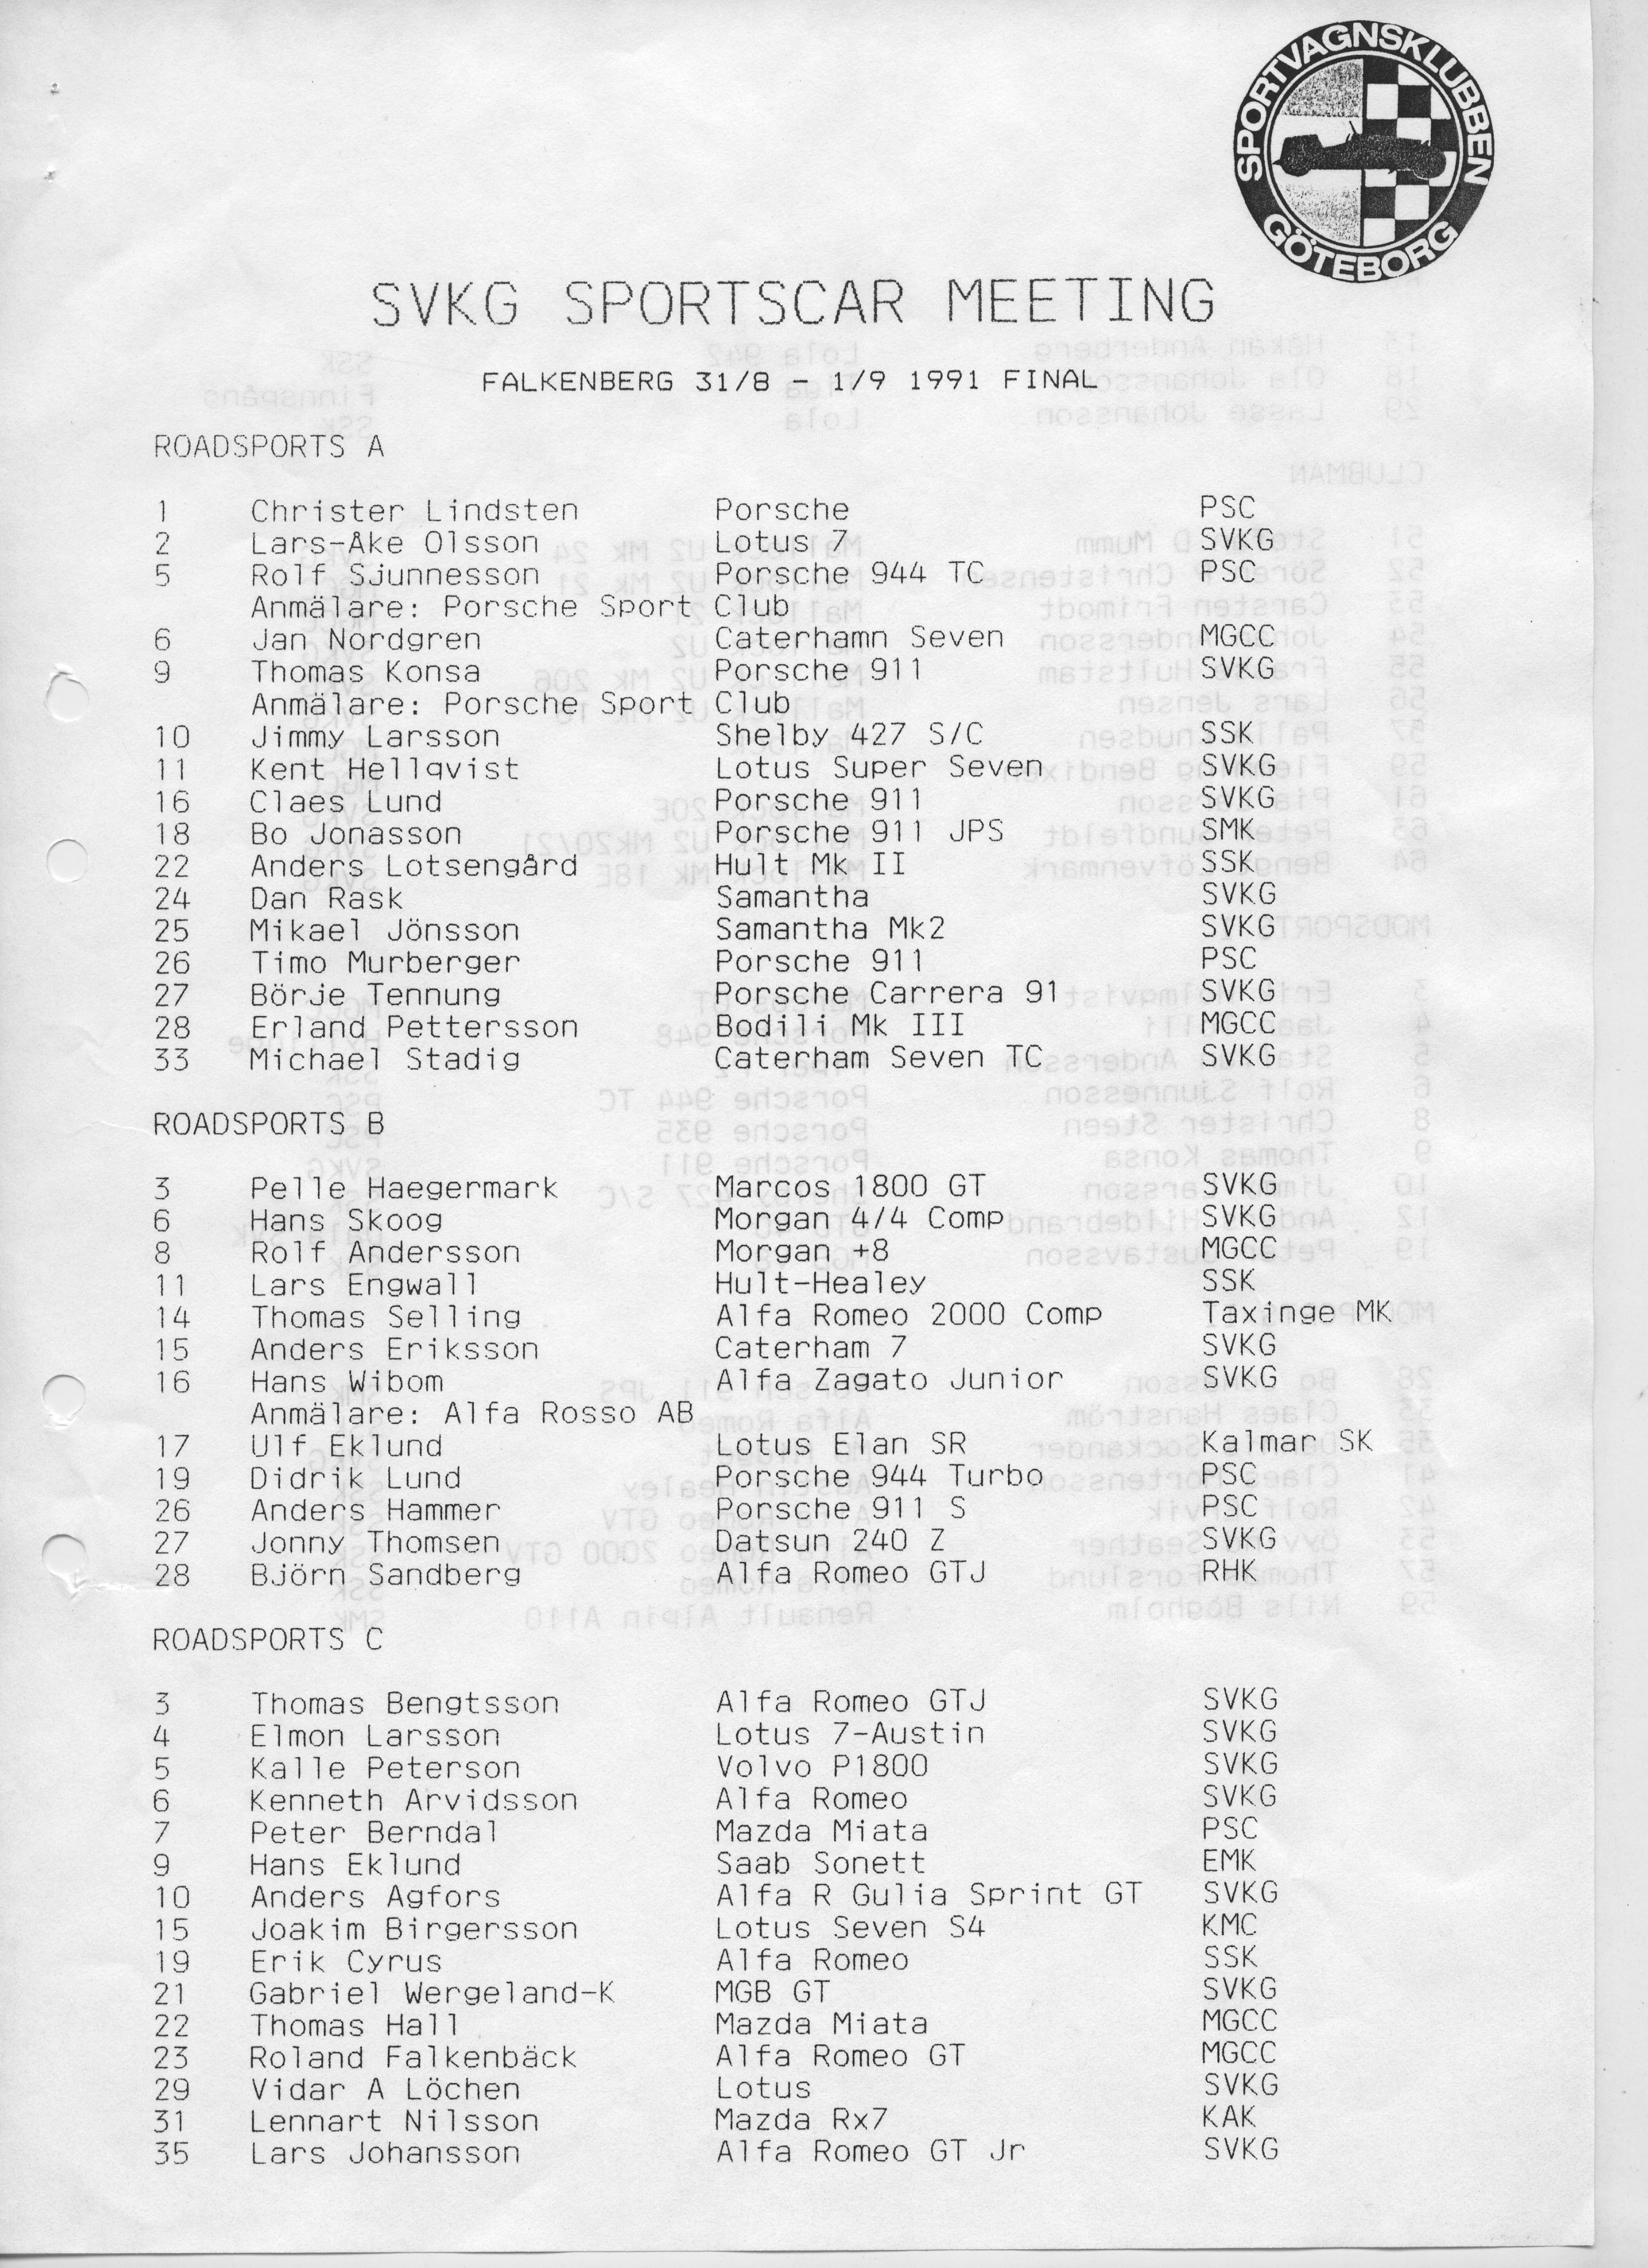 SPORTVAGNSKLUBBEN
GÖTEBORG
SVKG SPORTSCAR MEETING
FALKENBERG 31/8 - 1/9 1991 FINAL
ROADSPORTS A
1 Christer Lindsten Porsche PSC
2 Lars-Åke Olsson Lotus 7 SVKG
5 Rolf Sjunnesson Porsche 944 TC PSC
Anmälare: Porsche Sport Club
6 Jan Nordgren Caterhamn Seven MGCC
9 Thomas Konsa Porsche 911 SVKG
Anmälare: Porsche Sport Club
10 Jimmy Larsson Shelby 427 S/C SSK
11 Kent Hellqvist Lotus Super Seven SVKG
16 Claes Lund Porsche 911 SVKG
18 Bo Jonasson Porsche 911 JPS SMK
22 Anders Lotsengård Hult Mk II SSK
24 Dan Rask Samantha SVKG
25 Mikael Jönsson Samantha Mk2 SVKG
26 Timo Murberger Porsche 911 PSC
27 Börje Tennung Porsche Carrera 91 SVKG
28 Erland Pettersson Bodili Mk III MGCC
33 Michael Stadig Caterham Seven TC SVKG
ROADSPORTS B
3 Pelle Haegermark Marcos 1800 GT SVKG
6 Hans Skoog Morgan 4/4 Comp SVKG
8 Rolf Andersson Morgan +8 MGCC
11 Lars Engwall Hult-Healey SSK
14 Thomas Selling Alfa Romeo 2000 Comp Taxinge MK
15 Anders Eriksson Caterham 7 SVKG
16 Hans Wibom Alfa Zagato Junior SVKG
Anmälare: Alfa Rosso AB
17 Ulf Eklund Lotus Elan SR Kalmar SK
19 Didrik Lund Porsche 944 Turbo PSC
26 Anders Hammer Porsche 911 S PSC
27 Jonny Thomsen Datsun 240 Z SVKG
28 Björn Sandberg Alfa Romeo GTJ RHK
ROADSPORTS C
3 Thomas Bengtsson Alfa Romeo GTJ SVKG
4 Elmon Larsson Lotus 7-Austin SVKG
5 Kalle Peterson Volvo P1800 SVKG
6 Kenneth Arvidsson Alfa Romeo SVKG
7 Peter Berndal Mazda Miata PSC
9 Hans Eklund Saab Sonett EMK
10 Anders Agfors Alfa R Gulia Sprint GT SVKG
15 Joakim Birgersson Lotus Seven S4 KMC
19 Erik Cyrus Alfa Romeo SSK
21 Gabriel Wergeland-K MGB GT SVKG
22 Thomas Hall Mazda Miata MGCC
23 Roland Falkenbäck Alfa Romeo GT MGCC
29 Vidar A Löchen Lotus SVKG
31 Lennart Nilsson Mazda Rx7 KAK
35 Lars Johansson Alfa Romeo GT Jr SVKG